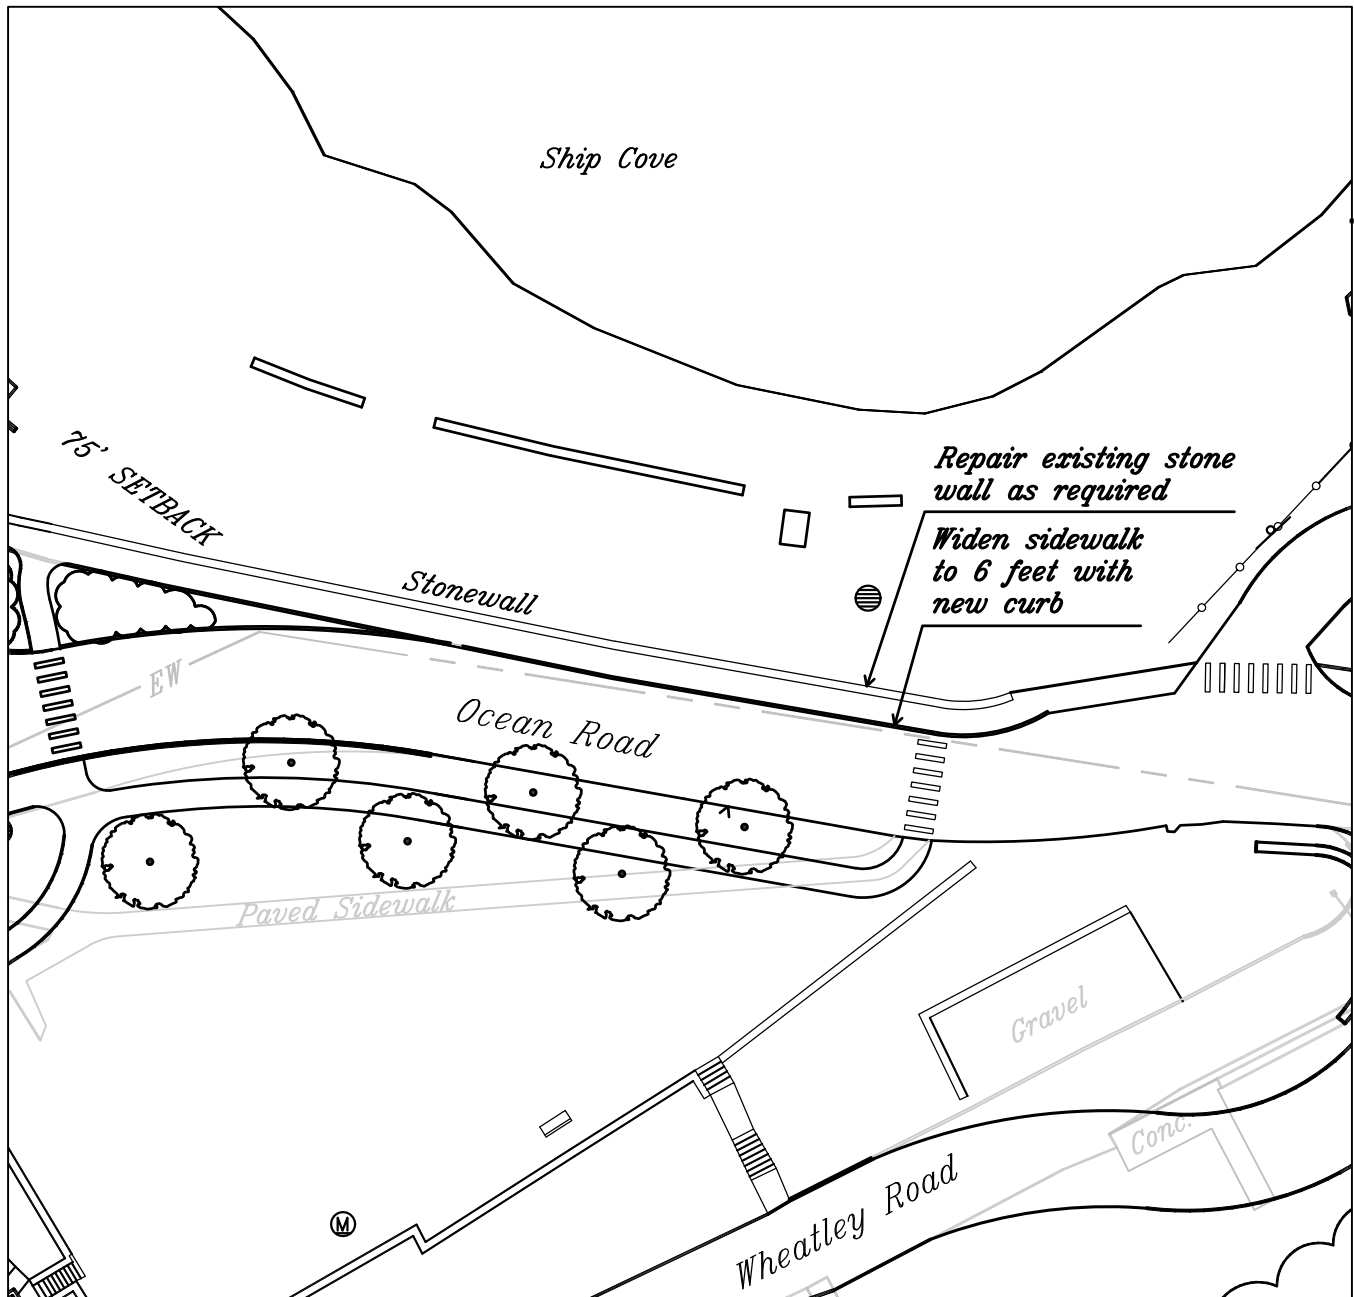 Ship Cove
Repair existing stone
wall as required
75' SETBACK
Widen sidewalk
to 6 feet with
new curb
Stonewall
EW
Ocean Road
Paved Sidewalk
Gravel
Conc.
Wheatley Road
M